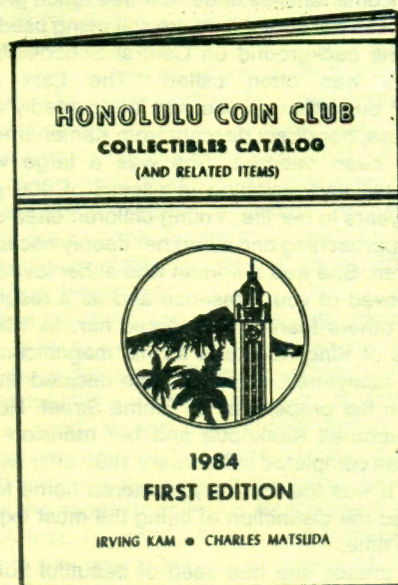 HONOLULU COIN CLUB
COLLECTIBLES CATALOG
(AND RELATED ITEMS)
1984
FIRST EDITION
IRVING KAM • CHARLES MATSUDA